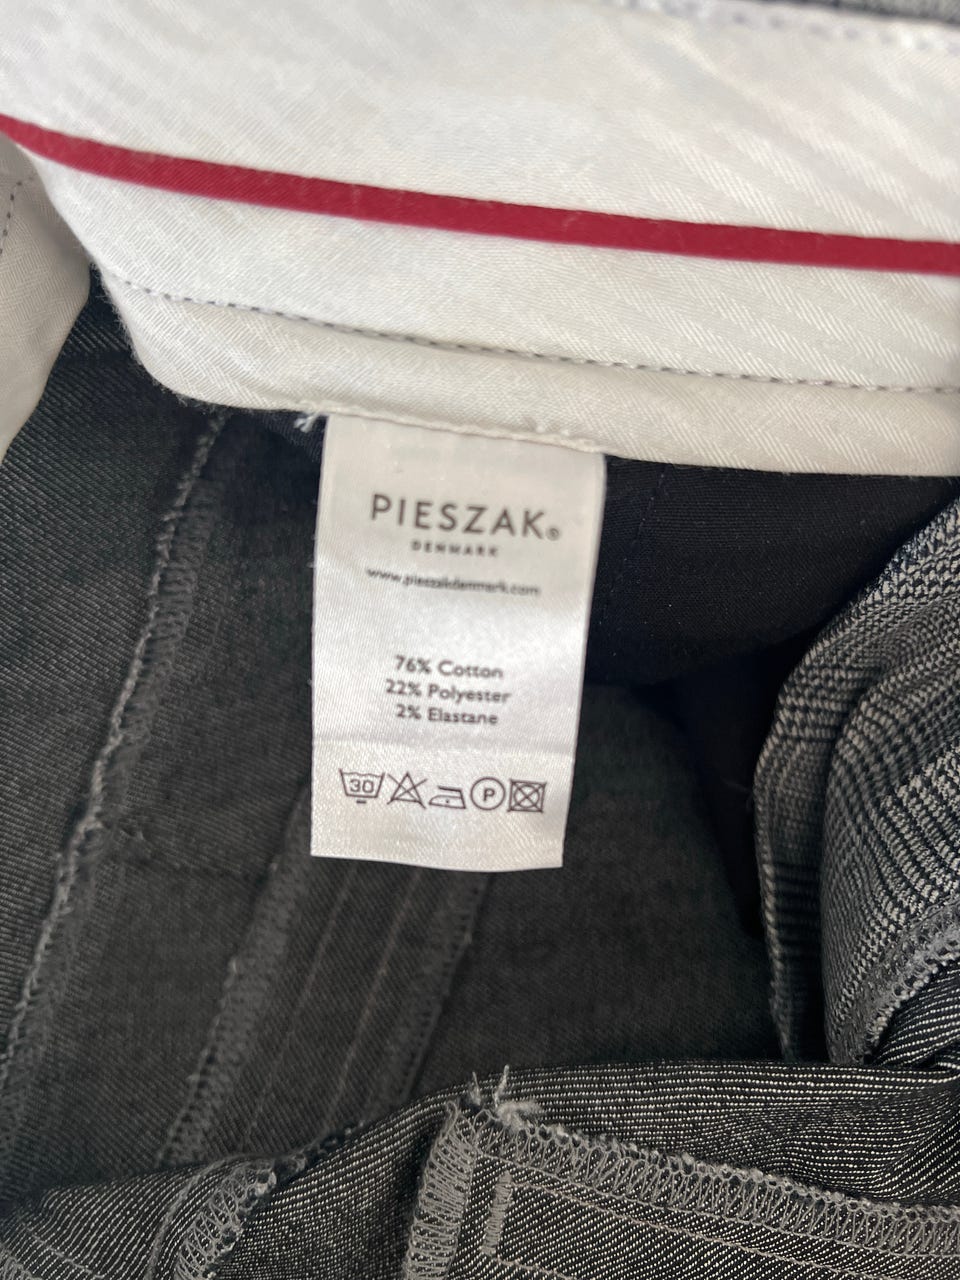 PIESZAK®
DENMARK
www.pieszakdenmark.com
76% Cotton
22% Polyester
2% Elastane
30 P